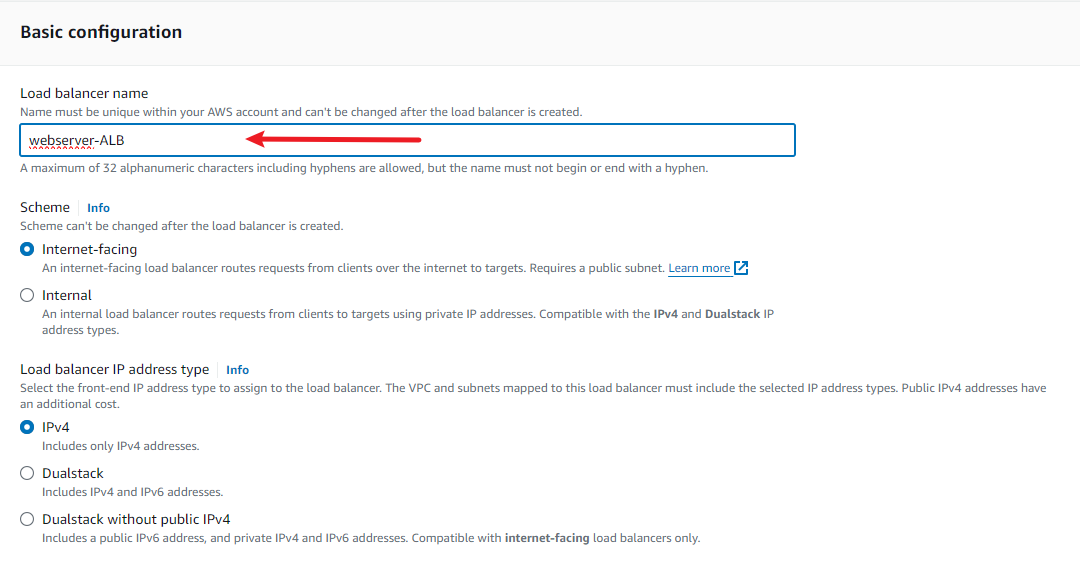 Basic configuration
Load balancer name
Name must be unique within your AWS account and can't be changed after the load balancer is created.
webserver-ALB
A maximum of 32 alphanumeric characters including hyphens are allowed, but the name must not begin or end with a hyphen.
Scheme Info
Scheme can't be changed after the load balancer is created.
Internet-facing
An internet-facing load balancer routes requests from clients over the internet to targets. Requires a public subnet. Learn more
Internal
An internal load balancer routes requests from clients to targets using private IP addresses. Compatible with the IPv4 and Dualstack IP
address types.
Load balancer IP address type Info
Select the front-end IP address type to assign to the load balancer. The VPC and subnets mapped to this load balancer must include the selected IP address types. Public IPv4 addresses have
an additional cost.
IPv4
Includes only IPv4 addresses.
Dualstack
Includes IPv4 and IPv6 addresses.
Dualstack without public IPv4
Includes a public IPv6 address, and private IPv4 and IPv6 addresses. Compatible with internet-facing load balancers only.